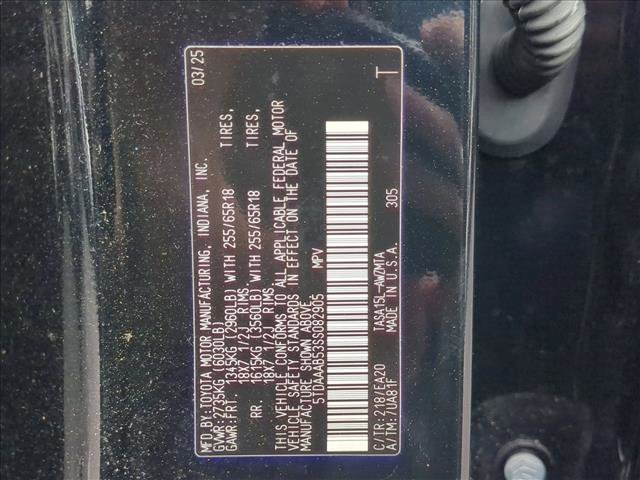 MFD. BY: TOYOTA MOTOR MANUFACTURING, INDIANA, INC. 03/25
GVWR: 2735KG (6030LB)
GAWR: FRT. 1345KG (2960LB) WITH 255/65R18 TIRES,
18X7 1/2J RIMS
RR. 1615KG (3560LB) WITH 255/65R18 TIRES,
18X7 1/2J RIMS
THIS VEHICLE CONFORMS TO ALL APPLICABLE FEDERAL MOTOR
VEHICLE SAFETY STANDARDS IN EFFECT ON THE DATE OF
MANUFACTURE SHOWN ABOVE.
5TDAAAB53SS082905 MPV
C/TR: 218/EA20 TASA15L-AWZMTA 305
A/TM: /UA81F MADE IN U.S.A.
T